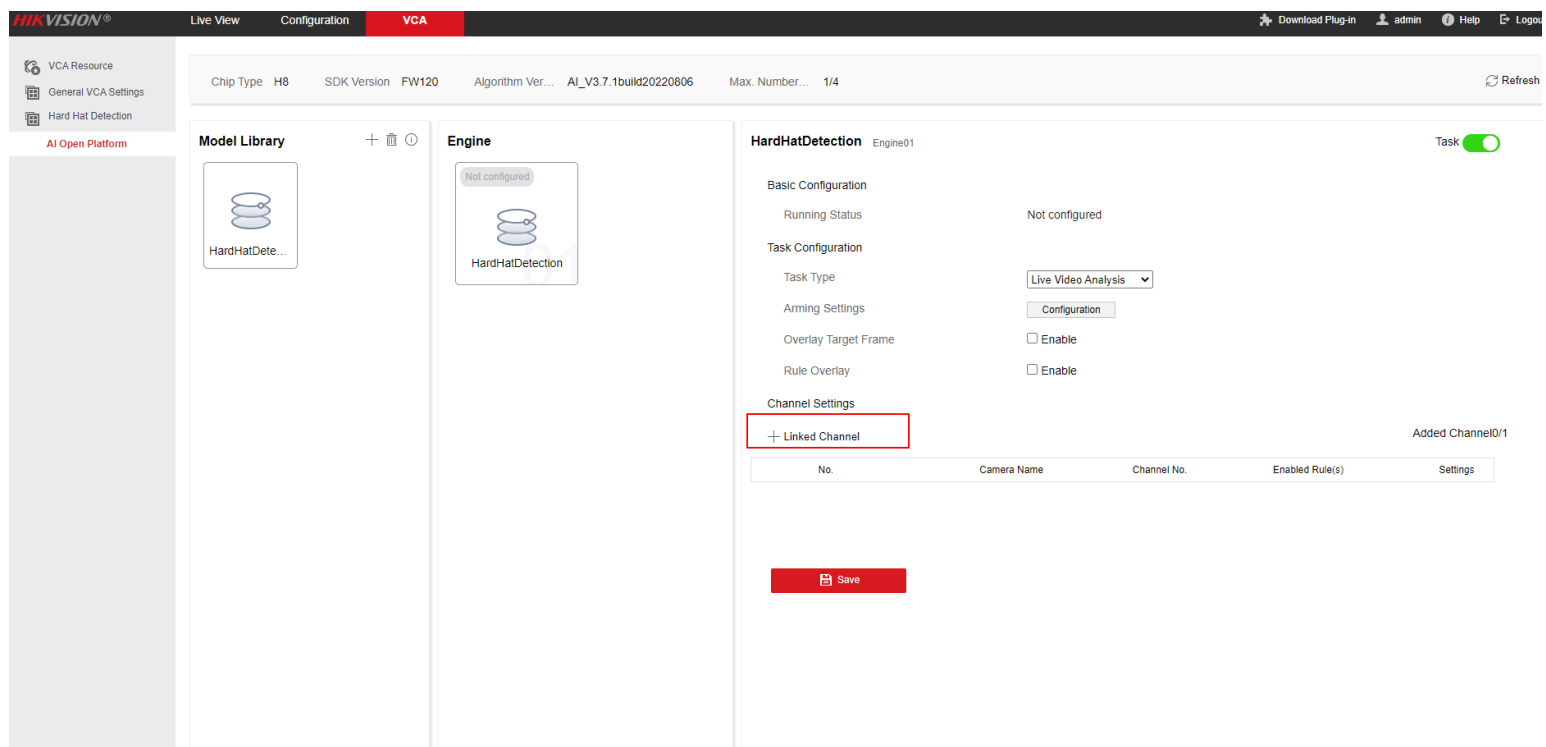 HIKVISION®
Live View Configuration VCA Download Plug-in admin Help Logou
VCA Resource
General VCA Settings
Hard Hat Detection
AI Open Platform
Chip Type H8 SDK Version FW120 Algorithm Ver... AI_V3.7.1build20220806 Max. Number... 1/4 Refresh
Model Library
HardHatDete...
Engine
Not configured
01
HardHatDetection
HardHatDetection Engine01 Task
Basic Configuration
Running Status Not configured
Task Configuration
Task Type Live Video Analysis
Arming Settings Configuration
Overlay Target Frame Enable
Rule Overlay Enable
Channel Settings
Linked Channel Added Channel0/1
No. Camera Name Channel No. Enabled Rule(s) Settings
Save